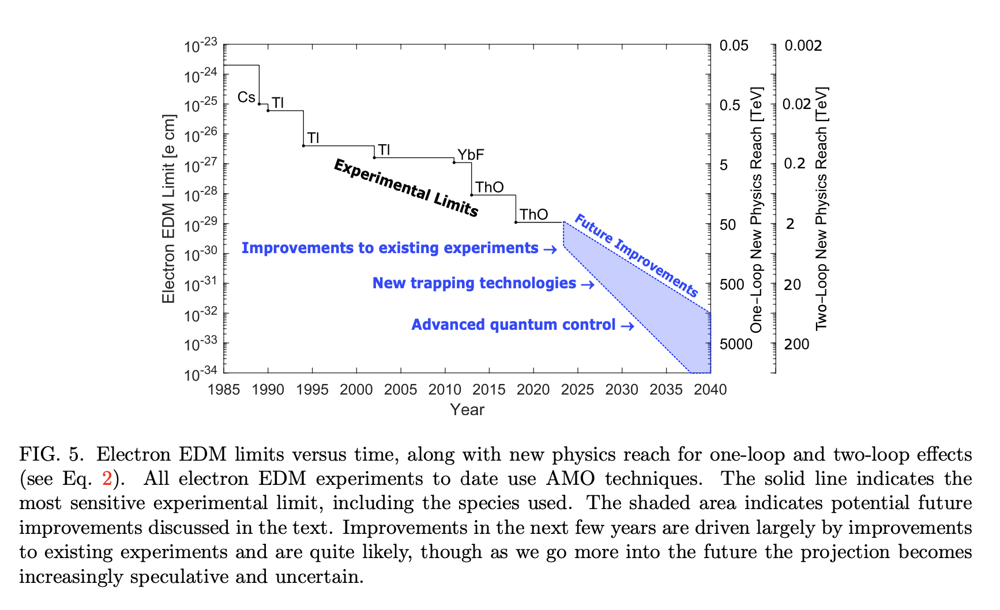 10-23
10-24
10-25
10-26
10-27
10-28
10-29
10-30
10-31
10-32
10-33
10-34
Electron EDM Limit [e cm]
Cs
Tl
Tl
Tl
YbF
ThO
ThO
Experimental Limits
Future Improvements
Improvements to existing experiments →
New trapping technologies →
Advanced quantum control →
1985 1990 1995 2000 2005 2010 2015 2020 2025 2030 2035 2040
Year
0.05
0.5
5
50
500
5000
One-Loop New Physics Reach [TeV]
0.002
0.02
0.2
2
20
200
Two-Loop New Physics Reach [TeV]
FIG. 5. Electron EDM limits versus time, along with new physics reach for one-loop and two-loop effects
(see Eq. 2). All electron EDM experiments to date use AMO techniques. The solid line indicates the
most sensitive experimental limit, including the species used. The shaded area indicates potential future
improvements discussed in the text. Improvements in the next few years are driven largely by improvements
to existing experiments and are quite likely, though as we go more into the future the projection becomes
increasingly speculative and uncertain.